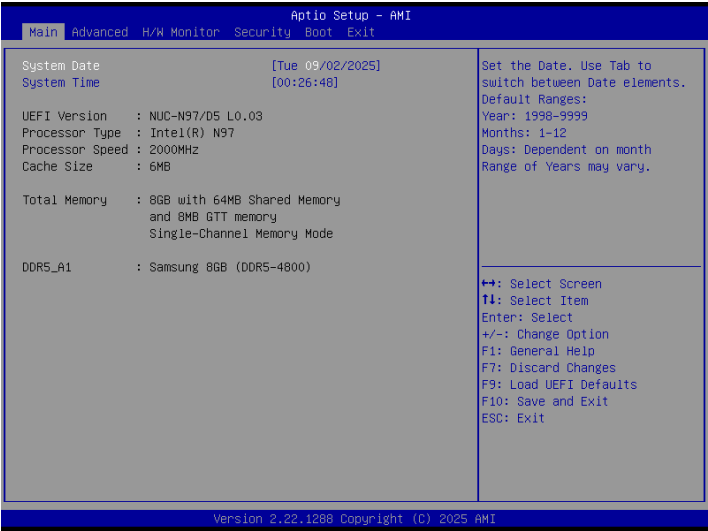 Aptio Setup - AMI
Main Advanced H/W Monitor Security Boot Exit
System Date [Tue 09/02/2025]
System Time [00:26:48]
UEFI Version : NUC-N97/D5 L0.03
Processor Type : Intel(R) N97
Processor Speed : 2000MHz
Cache Size : 6MB
Total Memory : 8GB with 64MB Shared Memory
and 8MB GTT memory
Single-Channel Memory Mode
DDR5_A1 : Samsung 8GB (DDR5-4800)
Set the Date. Use Tab to
switch between Date elements.
Default Ranges:
Year: 1998-9999
Months: 1-12
Days: Dependent on month
Range of Years may vary.
↔: Select Screen
↑↓: Select Item
Enter: Select
+/-: Change Option
F1: General Help
F7: Discard Changes
F9: Load UEFI Defaults
F10: Save and Exit
ESC: Exit
Version 2.22.1288 Copyright (C) 2025 AMI